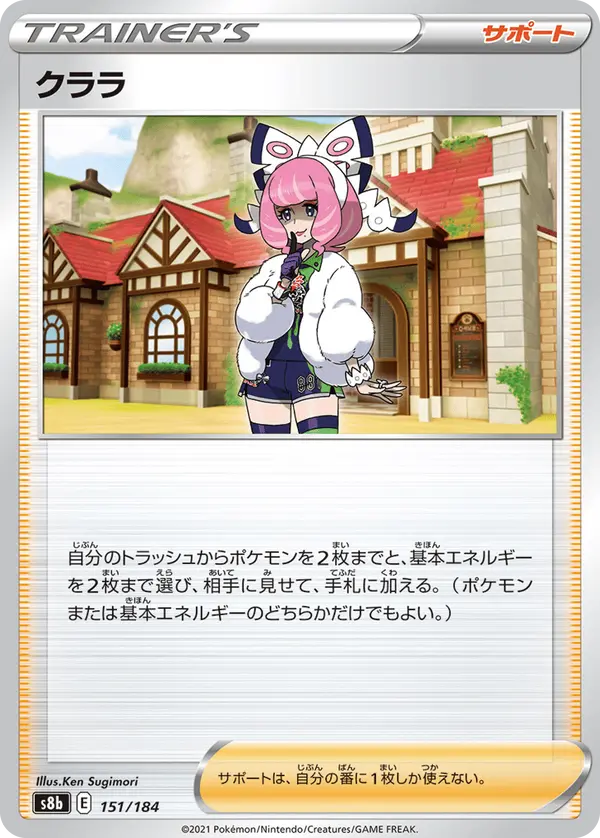 TRAINER'S
サポート
クララ
自分のトラッシュからポケモンを2枚までと、基本エネルギー
を2枚まで選び、相手に見せて、手札に加える。（ポケモン
または基本エネルギーのどちらかだけでもよい。）
Illus.Ken Sugimori
サポートは、自分の番に1枚しか使えない。
s8b E 151/184
©2021 Pokémon/Nintendo/Creatures/GAME FREAK.